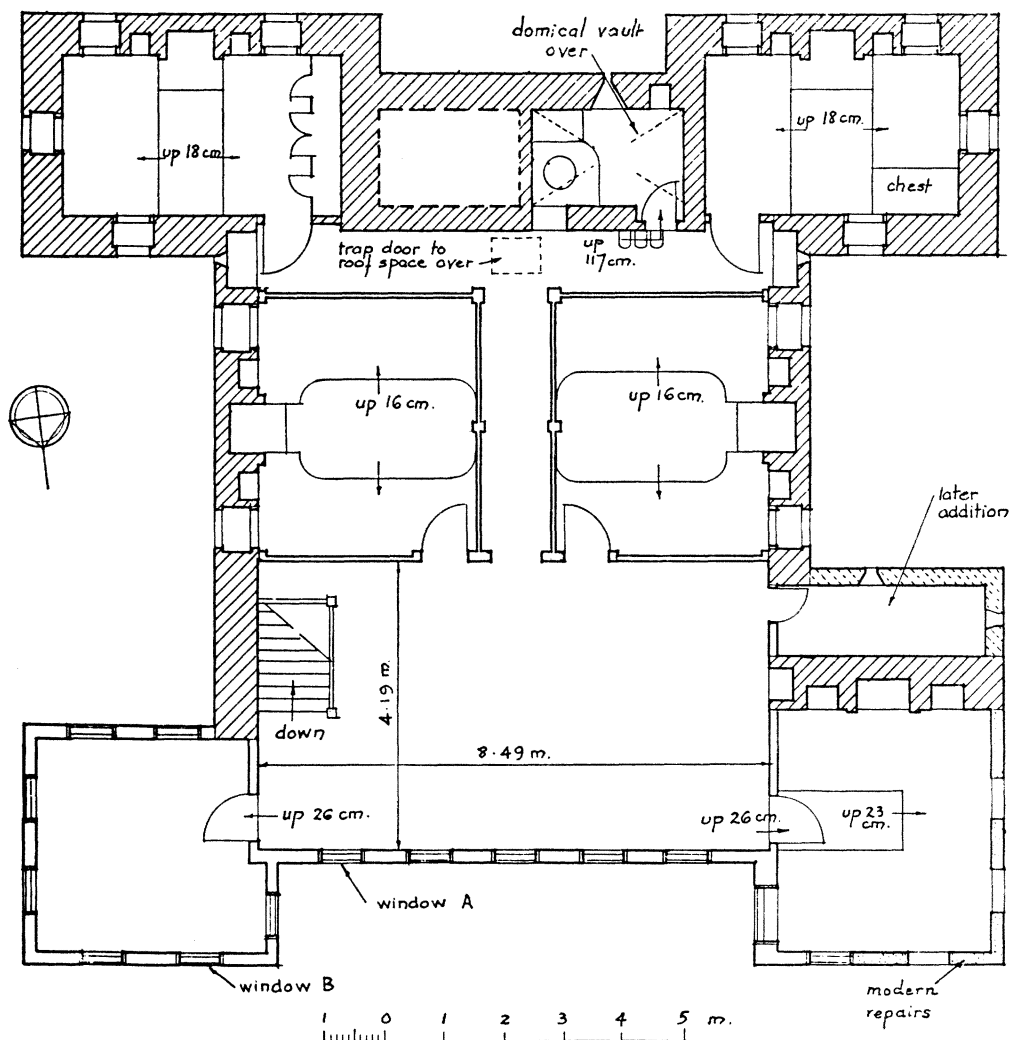 domical vault
over
up 18 cm.
up 18 cm.
chest
trap door to
roof space over
up
117 cm.
up 16 cm.
up 16 cm.
later
addition
4·19 m.
down
8·49 m.
up 26 cm.
up 26 cm.
up 23
cm.
window A
window B
modern
repairs
1 0 1 2 3 4 5 m.